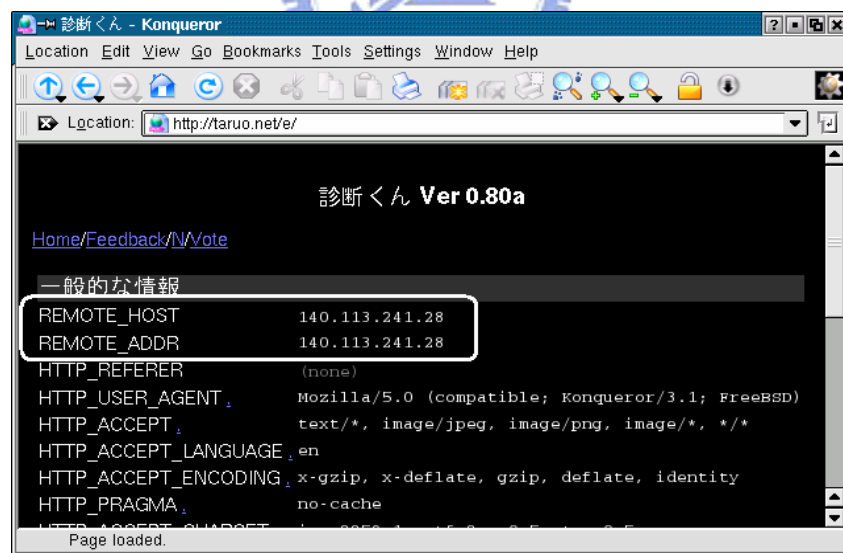 診断くん - Konqueror
Location Edit View Go Bookmarks Tools Settings Window Help
Location: http://taruo.net/e/
診断くん Ver 0.80a
Home/Feedback/N/Vote
一般的な情報
REMOTE_HOST 140.113.241.28
REMOTE_ADDR 140.113.241.28
HTTP_REFERER (none)
HTTP_USER_AGENT . Mozilla/5.0 (compatible; Konqueror/3.1; FreeBSD)
HTTP_ACCEPT . text/*, image/jpeg, image/png, image/*, */*
HTTP_ACCEPT_LANGUAGE . en
HTTP_ACCEPT_ENCODING . x-gzip, x-deflate, gzip, deflate, identity
HTTP_PRAGMA . no-cache
Page loaded.